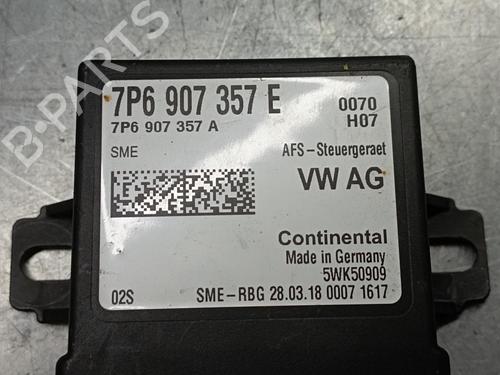 7P6 907 357 E 0070
7P6 907 357 A H07
SME AFS-Steuergeraet
VW AG
Continental
Made in Germany
5WK50909
02S SME-RBG 28.03.18 0007 1617
B-PARTS